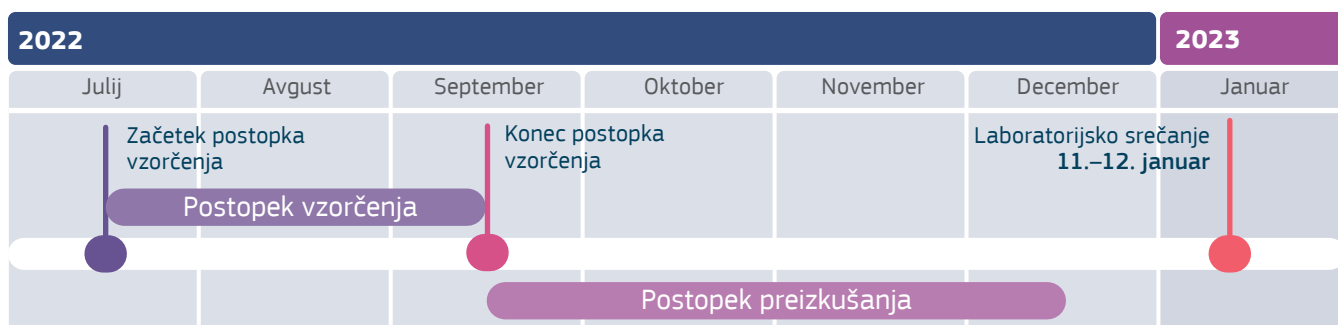 2022
2023
Julij
Avgust
September
Oktober
November
December
Januar
Začetek postopka
vzorčenja
Konec postopka
vzorčenja
Laboratorijsko srečanje
11.–12. januar
Postopek vzorčenja
Postopek preizkušanja